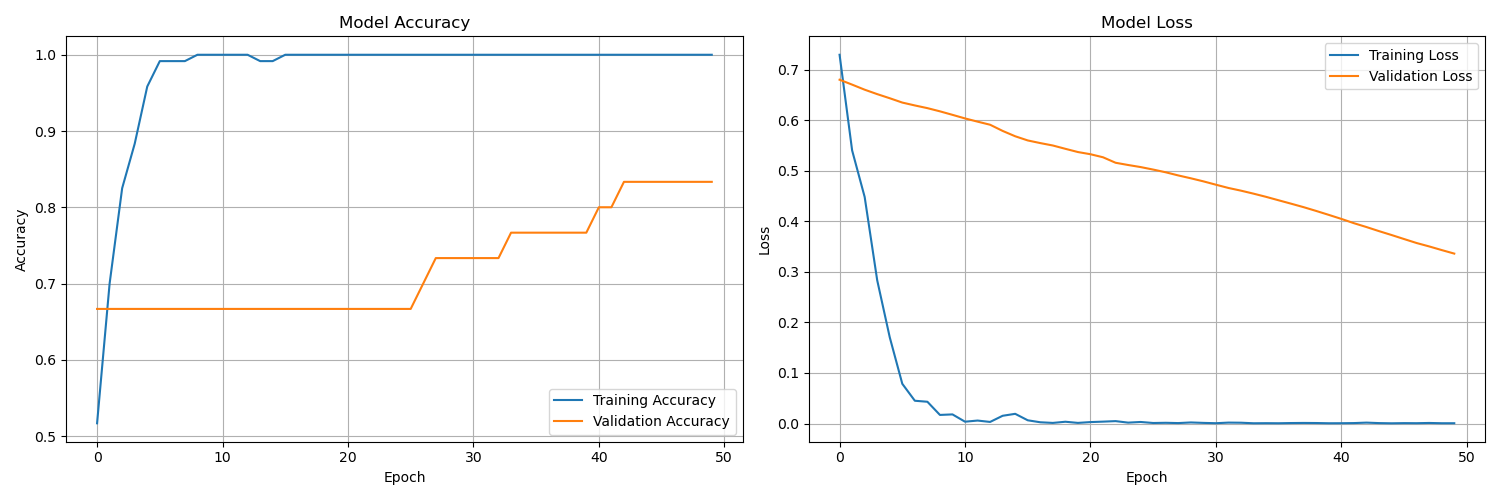 Model Accuracy
Accuracy
1.0
0.9
0.8
0.7
0.6
0.5
0 10 20 30 40 50
Epoch
Training Accuracy
Validation Accuracy
Model Loss
Loss
0.7
0.6
0.5
0.4
0.3
0.2
0.1
0.0
0 10 20 30 40 50
Epoch
Training Loss
Validation Loss